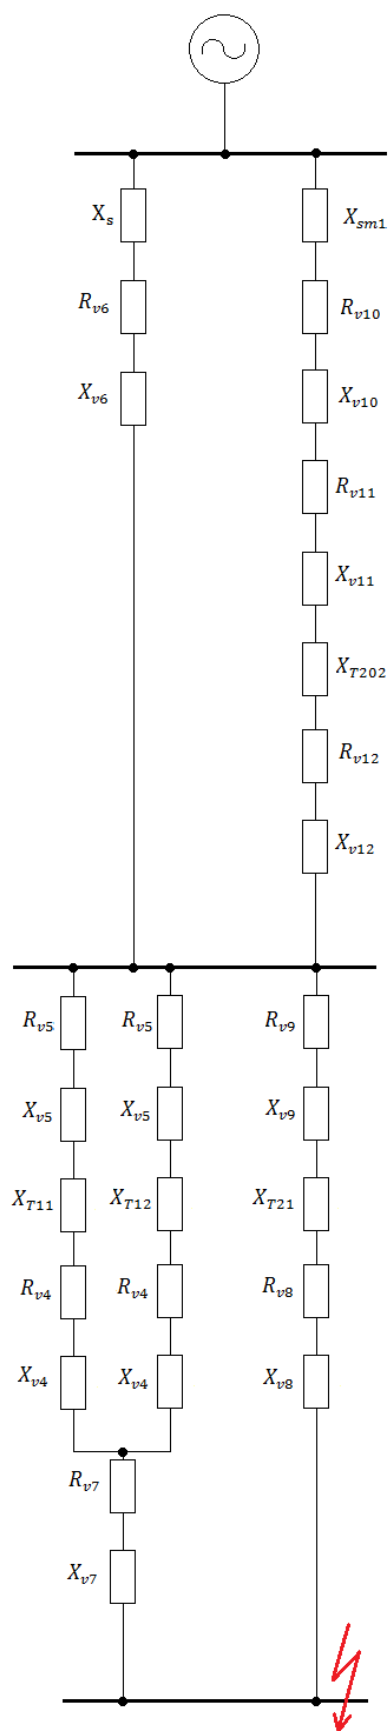 X_s X_sm1
R_v6 R_v10
X_v6 X_v10
R_v11
X_v11
X_T202
R_v12
X_v12
R_v5 R_v5 R_v9
X_v5 X_v5 X_v9
X_T11 X_T12 X_T21
R_v4 R_v4 R_v8
X_v4 X_v4 X_v8
R_v7
X_v7